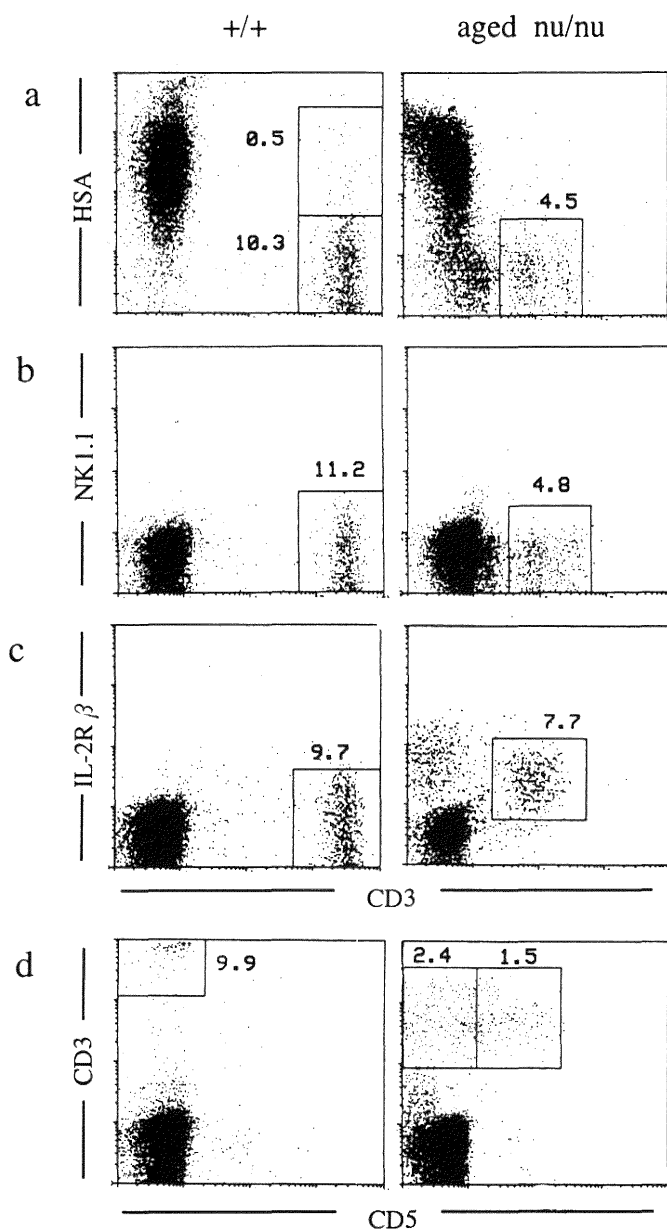 +/+ aged nu/nu
a
HSA
0.5
10.3
4.5
b
NK1.1
11.2
4.8
c
IL-2R β
9.7
7.7
CD3
d
CD3
9.9
2.4 1.5
CD5